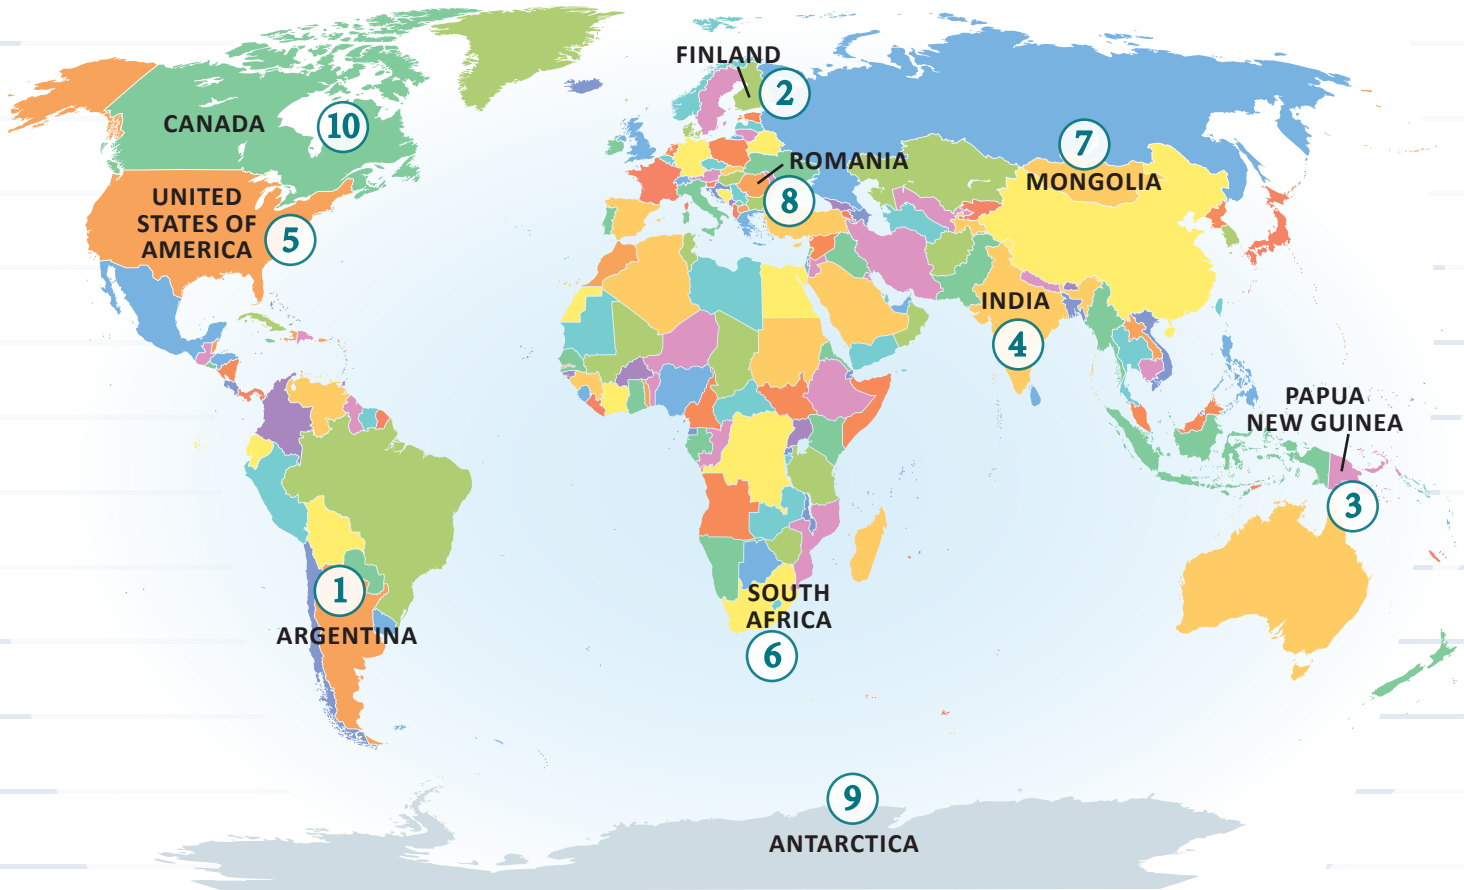 FINLAND
2
CANADA
10
7
MONGOLIA
ROMANIA
8
UNITED
STATES OF
AMERICA
5
INDIA
4
PAPUA
NEW GUINEA
3
1
ARGENTINA
SOUTH
AFRICA
6
9
ANTARCTICA